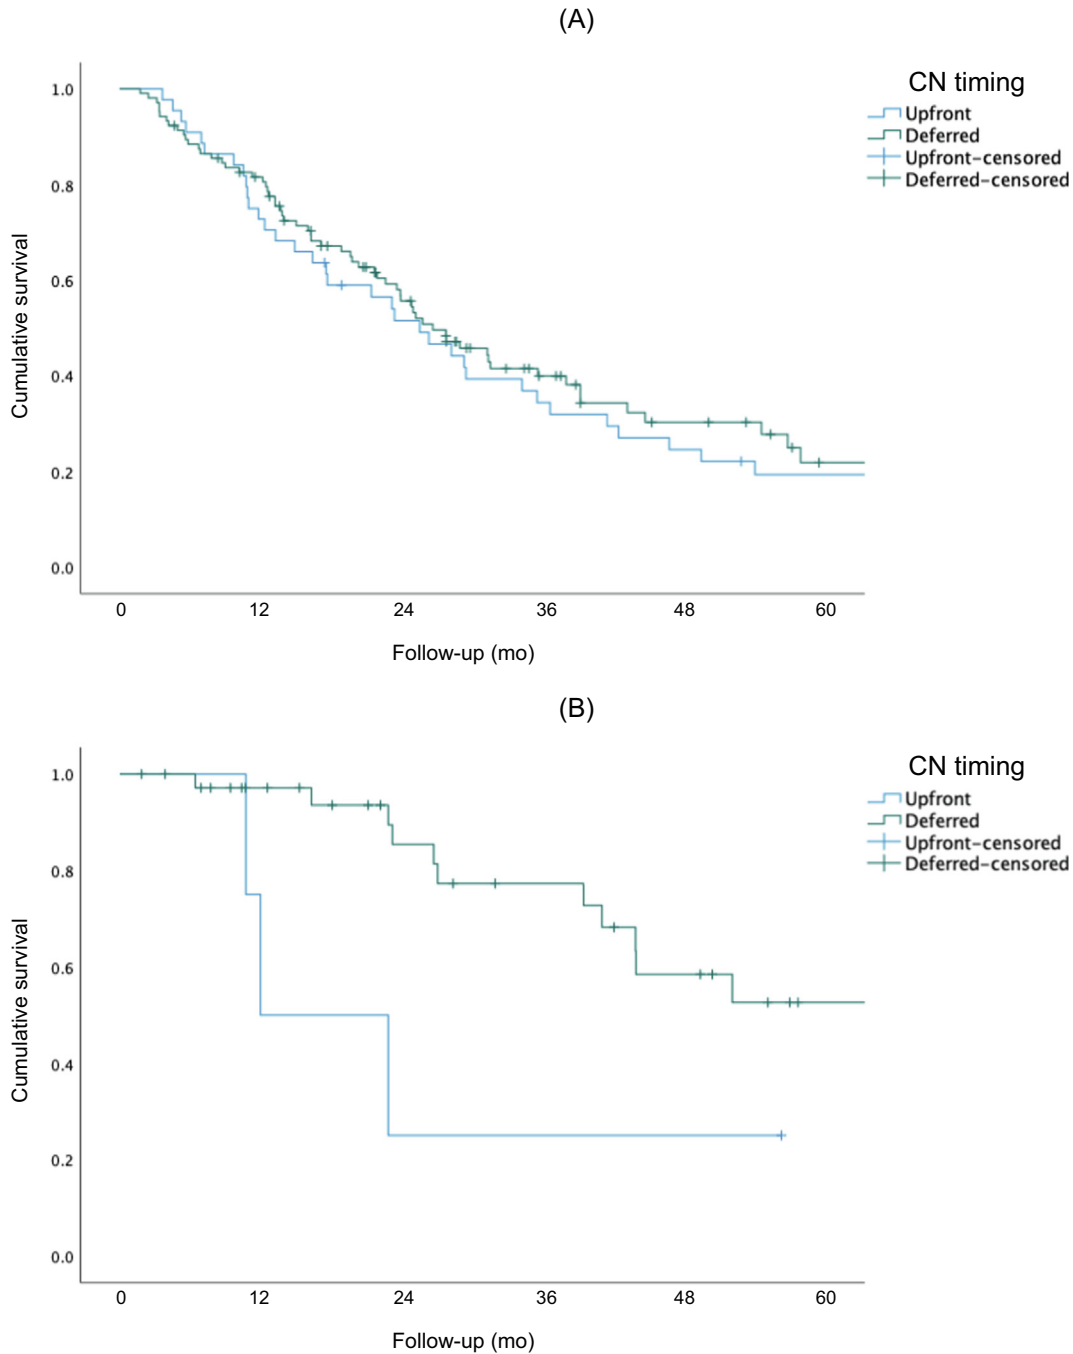 (A)
CN timing
Upfront
Deferred
Upfront-censored
Deferred-censored
Cumulative survival
1.0
0.8
0.6
0.4
0.2
0.0
0 12 24 36 48 60
Follow-up (mo)
(B)
CN timing
Upfront
Deferred
Upfront-censored
Deferred-censored
Cumulative survival
1.0
0.8
0.6
0.4
0.2
0.0
0 12 24 36 48 60
Follow-up (mo)